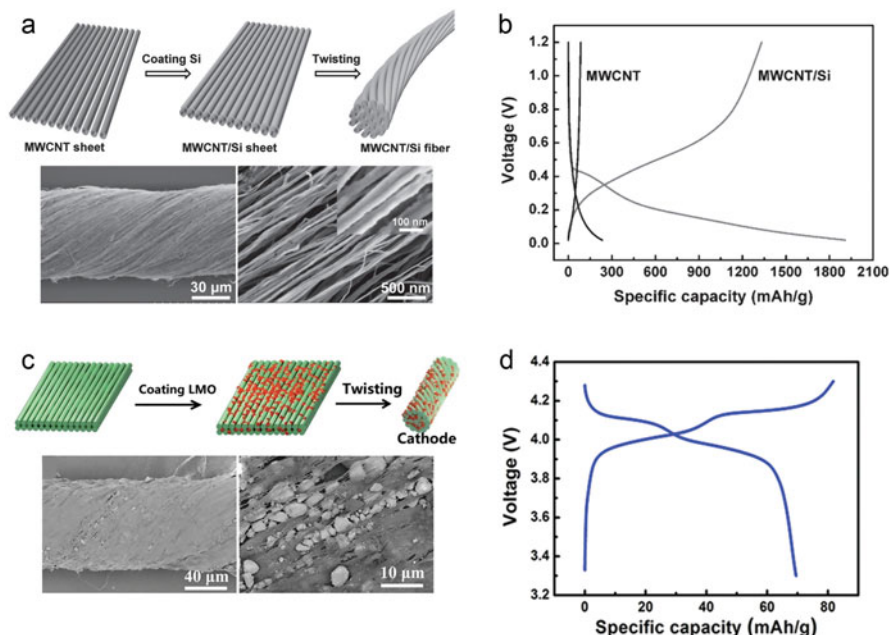 a
Coating Si
Twisting
MWCNT sheet
MWCNT/Si sheet
MWCNT/Si fiber
30 μm
100 nm
500 nm
b
1.2
1.0
0.8
0.6
0.4
0.2
0.0
Voltage (V)
MWCNT
MWCNT/Si
0
300
600
900
1200
1500
1800
2100
Specific capacity (mAh/g)
c
Coating LMO
Twisting
Cathode
40 μm
10 μm
d
4.4
4.2
4.0
3.8
3.6
3.4
3.2
Voltage (V)
0
20
40
60
80
Specific capacity (mAh/g)